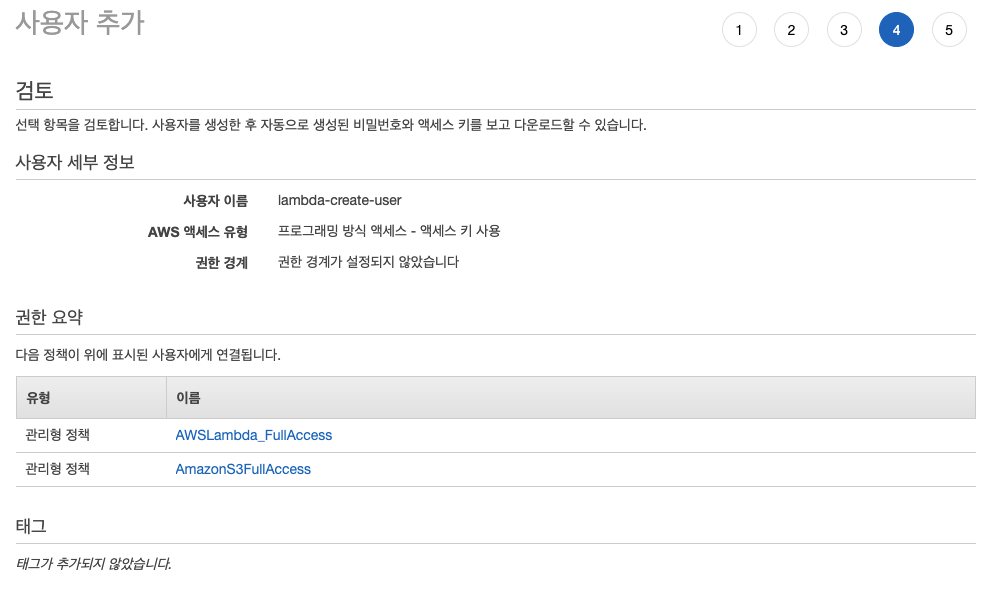 사용자 추가
1 2 3 4 5
검토
선택 항목을 검토합니다. 사용자를 생성한 후 자동으로 생성된 비밀번호와 액세스 키를 보고 다운로드할 수 있습니다.
사용자 세부 정보
사용자 이름 lambda-create-user
AWS 액세스 유형 프로그래밍 방식 액세스 - 액세스 키 사용
권한 경계 권한 경계가 설정되지 않았습니다
권한 요약
다음 정책이 위에 표시된 사용자에게 연결됩니다.
유형 이름
관리형 정책 AWSLambda_FullAccess
관리형 정책 AmazonS3FullAccess
태그
태그가 추가되지 않았습니다.